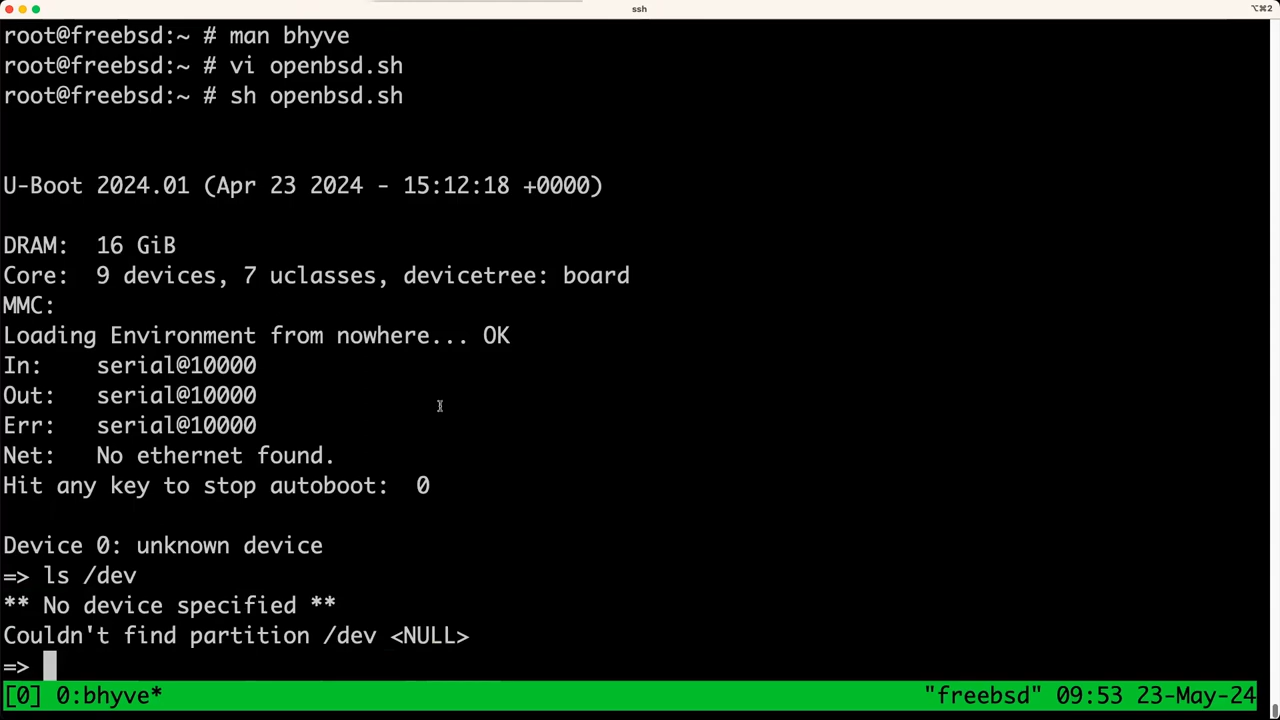 ssh
⌥⌘2
root@freebsd:~ # man bhyve
root@freebsd:~ # vi openbsd.sh
root@freebsd:~ # sh openbsd.sh
U-Boot 2024.01 (Apr 23 2024 - 15:12:18 +0000)
DRAM:  16 GiB
Core:  9 devices, 7 uclasses, devicetree: board
MMC:
Loading Environment from nowhere... OK
In:    serial@10000
Out:   serial@10000
Err:   serial@10000
Net:   No ethernet found.
Hit any key to stop autoboot:  0
Device 0: unknown device
=> ls /dev
** No device specified **
Couldn't find partition /dev <NULL>
=>
[0] 0:bhyve* "freebsd" 09:53 23-May-24